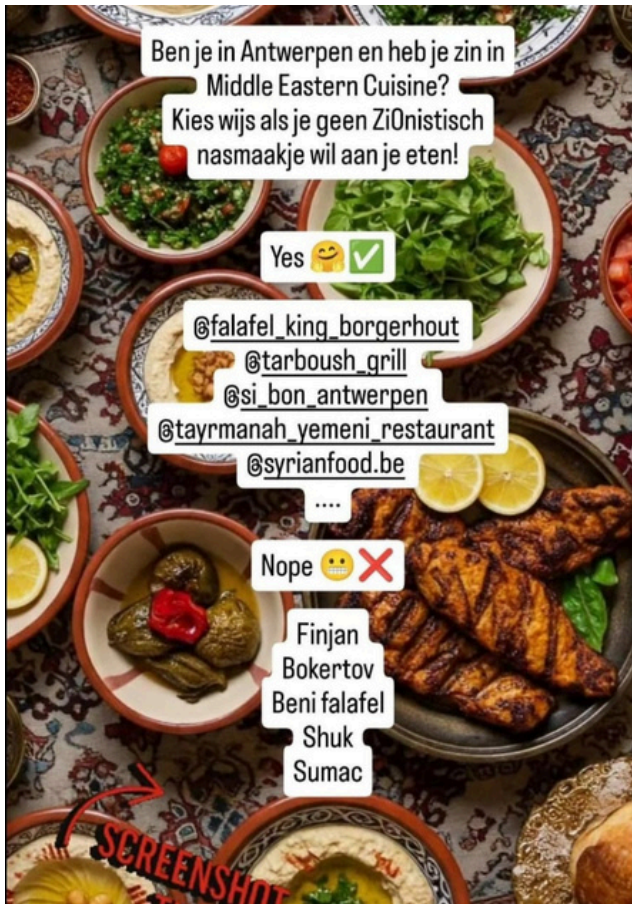 Ben je in Antwerpen en heb je zin in
Middle Eastern Cuisine?
Kies wijs als je geen ZiOnistisch
nasmaakje wil aan je eten!
Yes 🤗✅
@falafel_king_borgerhout
@tarboush_grill
@si_bon_antwerpen
@tayrmanah_yemeni_restaurant
@syrianfood.be
....
Nope 😬❌
Finjan
Bokertov
Beni falafel
Shuk
Sumac
SCREENSHOT